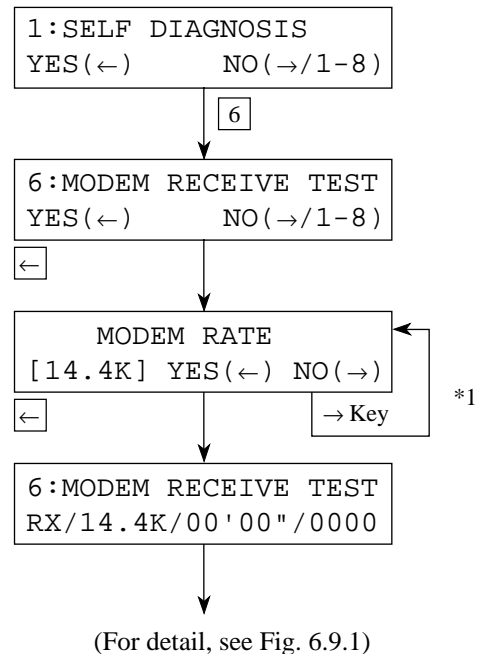 1:SELF DIAGNOSIS
YES(←) NO(→/1-8)
6
6:MODEM RECEIVE TEST
YES(←) NO(→/1-8)
←
MODEM RATE
[14.4K] YES(←) NO(→)
← → Key *1
6:MODEM RECEIVE TEST
RX/14.4K/00'00"/0000
(For detail, see Fig. 6.9.1)